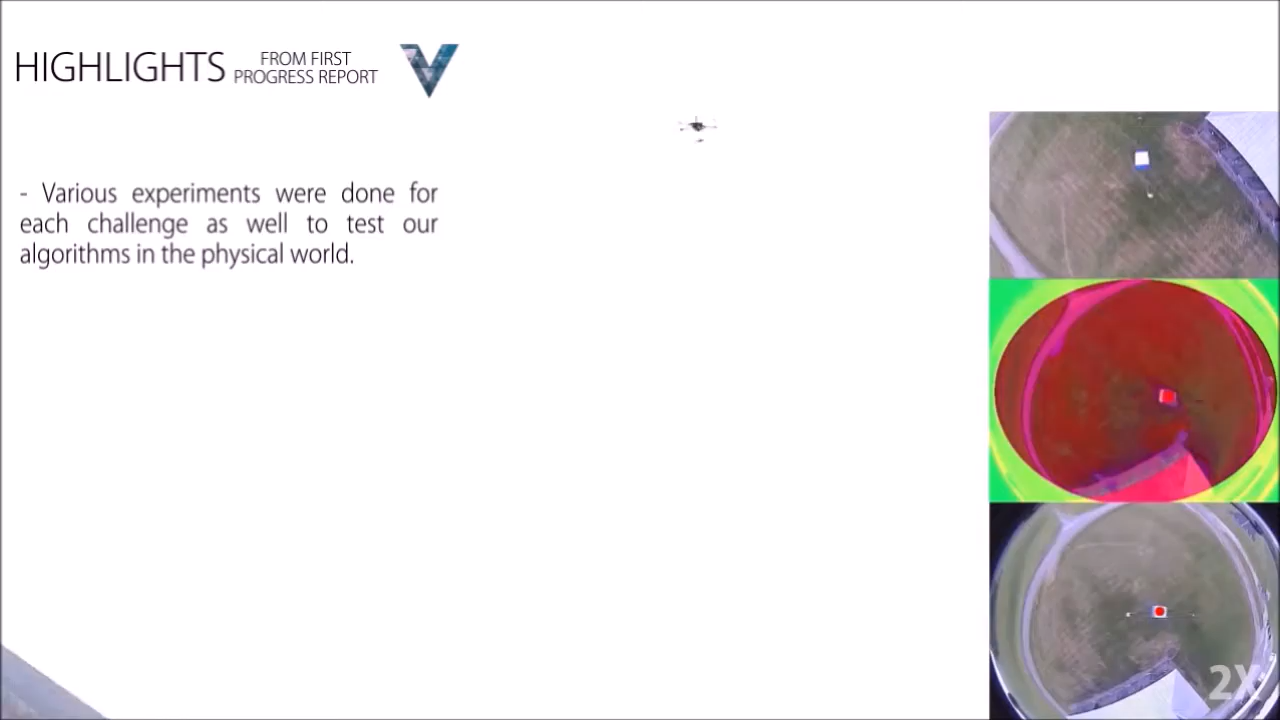 HIGHLIGHTS
FROM FIRST
PROGRESS REPORT
- Various experiments were done for
each challenge as well to test our
algorithms in the physical world.
2X